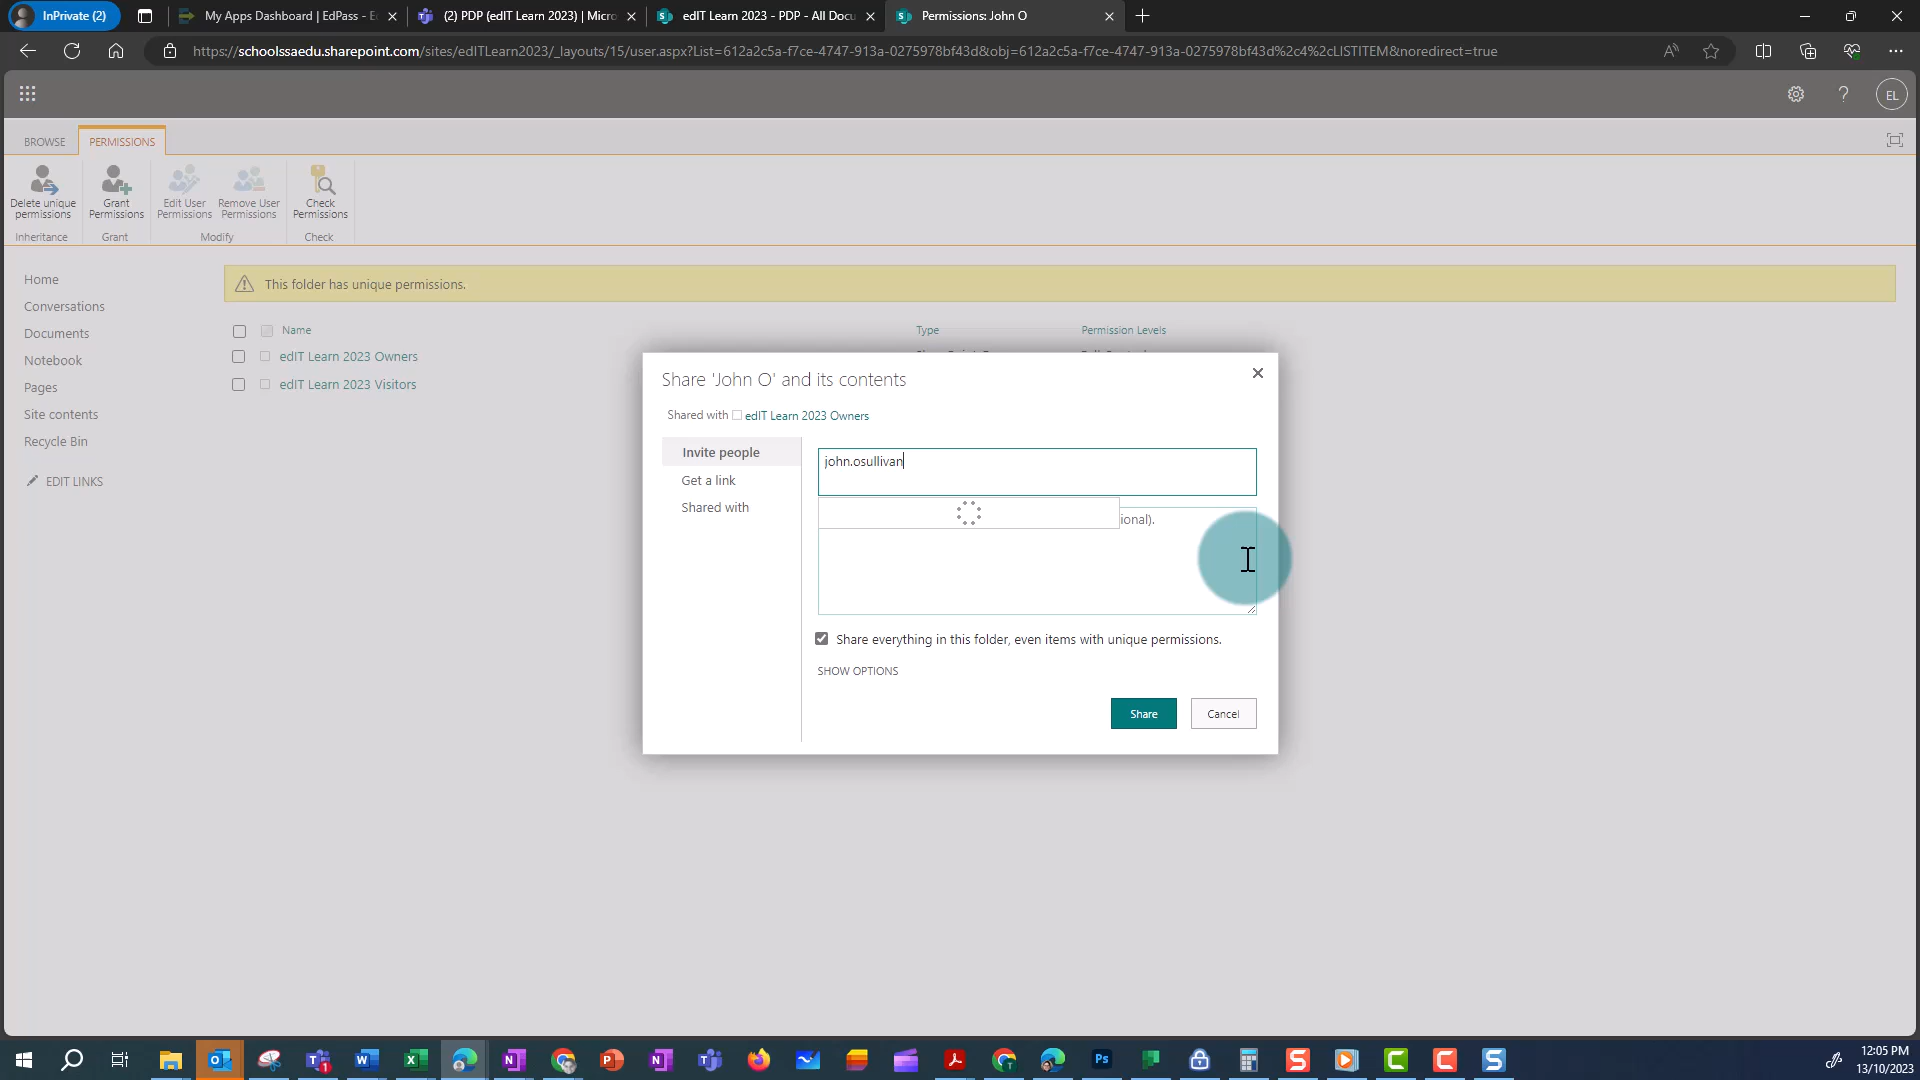 InPrivate (2)
My Apps Dashboard | EdPass - E
(2) PDP (edIT Learn 2023) | Micro
edIT Learn 2023 - PDP - All Docu
Permissions: John O
https://schoolssaedu.sharepoint.com/sites/edITLearn2023/_layouts/15/user.aspx?List=612a2c5a-f7ce-4747-913a-0275978bf43d&obj=612a2c5a-f7ce-4747-913a-0275978bf43d%2c4%2cLISTITEM&noredirect=true
EL
BROWSE
PERMISSIONS
Delete unique
permissions
Grant
Permissions
Edit User
Permissions
Remove User
Permissions
Check
Permissions
Inheritance
Grant
Modify
Check
Home
Conversations
Documents
Notebook
Pages
Site contents
Recycle Bin
EDIT LINKS
This folder has unique permissions.
Name
Type
Permission Levels
edIT Learn 2023 Owners
edIT Learn 2023 Visitors
Share 'John O' and its contents
Shared with edIT Learn 2023 Owners
Invite people
Get a link
Shared with
john.osullivan
ional).
Share everything in this folder, even items with unique permissions.
SHOW OPTIONS
Share
Cancel
12:05 PM
13/10/2023